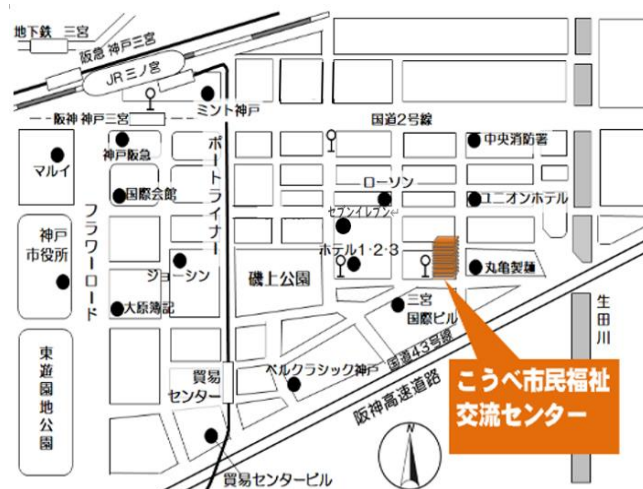 地下鉄 三宮
阪急 神戸三宮
JR 三ノ宮
ミント神戸
阪神 神戸三宮
国道2号線
神戸阪急
マルイ
ポートライナー
中央消防署
国際会館
ローソン
ユニオンホテル
セブンイレブン↵
フラワーロード
神戸
市役所
ジョーシン
磯上公園
ホテル1・2・3
丸亀製麺
大原簿記
三宮
国際ビル
生田川
国道43号線
貿易
センター
ベルクラシック神戸
阪神高速道路
こうべ市民福祉
交流センター
東遊園地公園
貿易センタービル
N